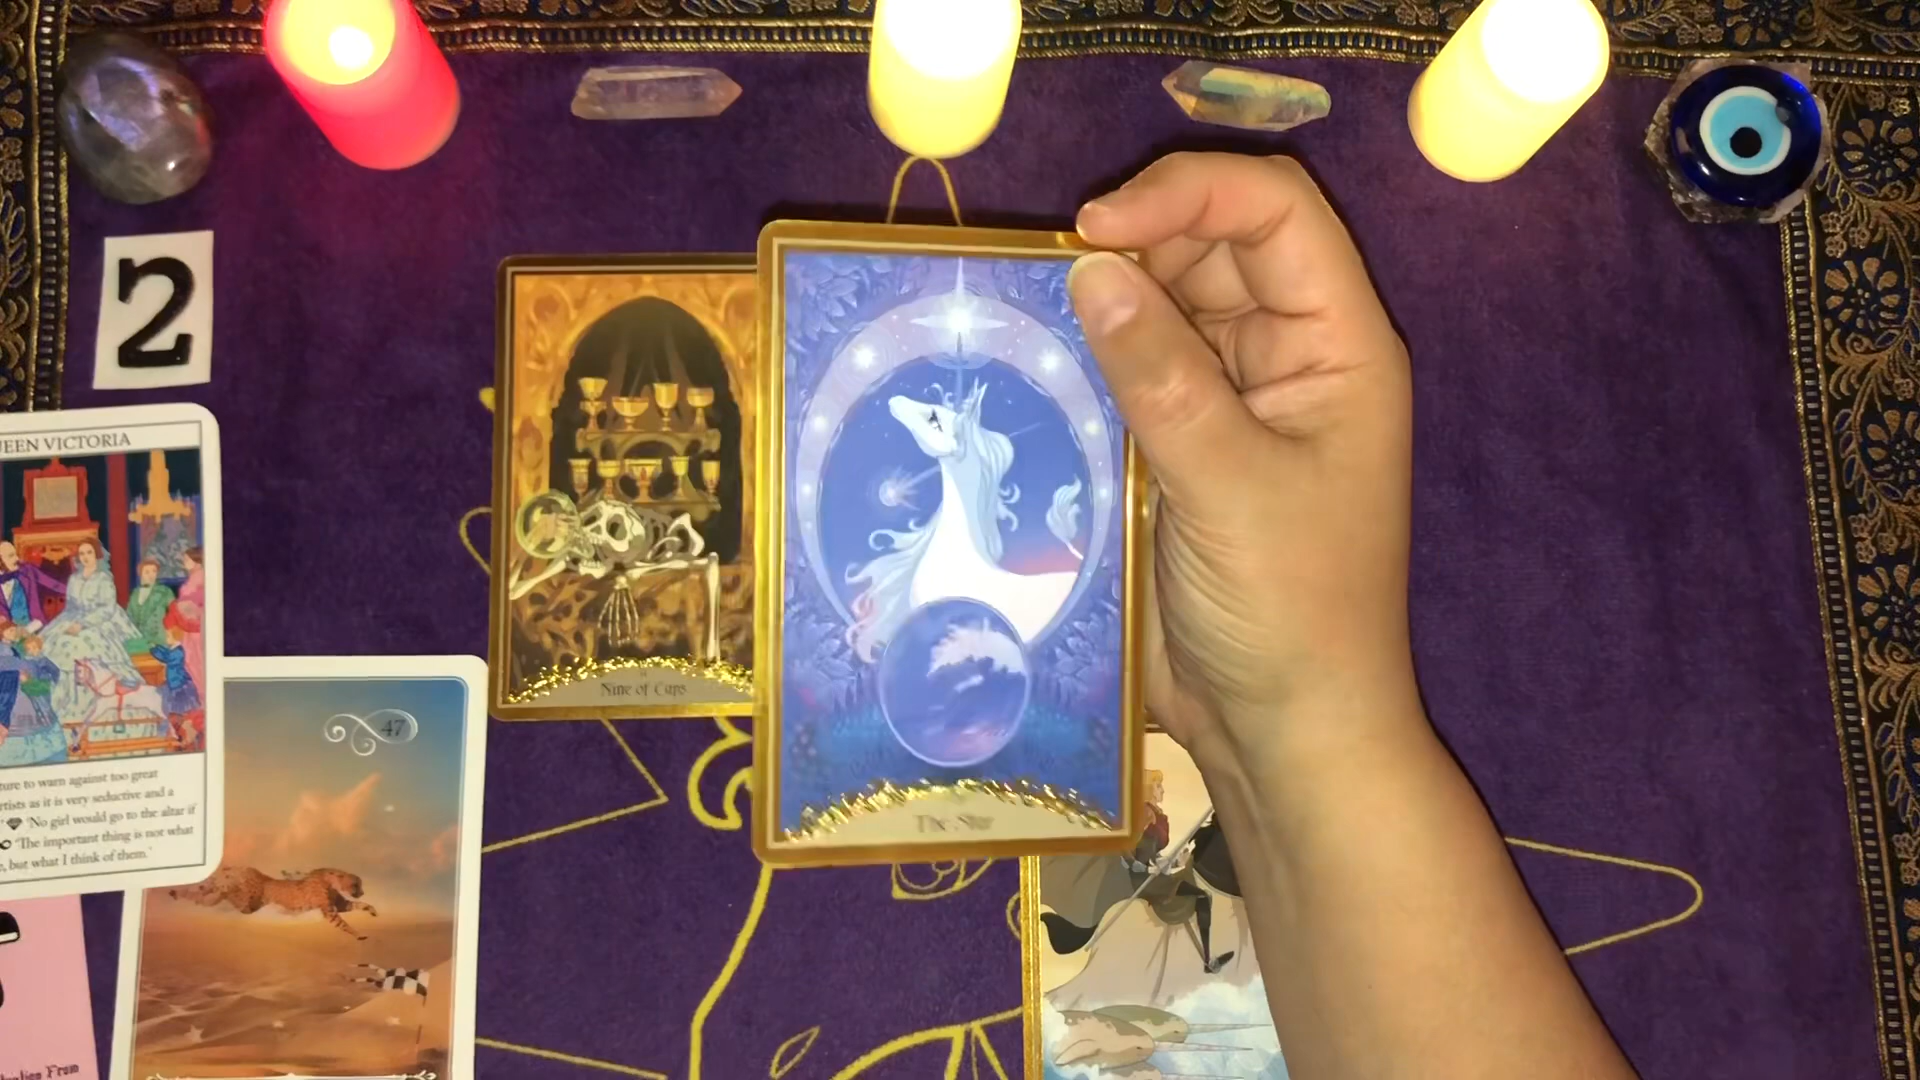 2
UEEN VICTORIA
ture to warn against too great
rtists as it is very seductive and a
'No girl would go to the altar if
'The important thing is not what
e, but what I think of them.'
47
Nine of Cups
The Star
From